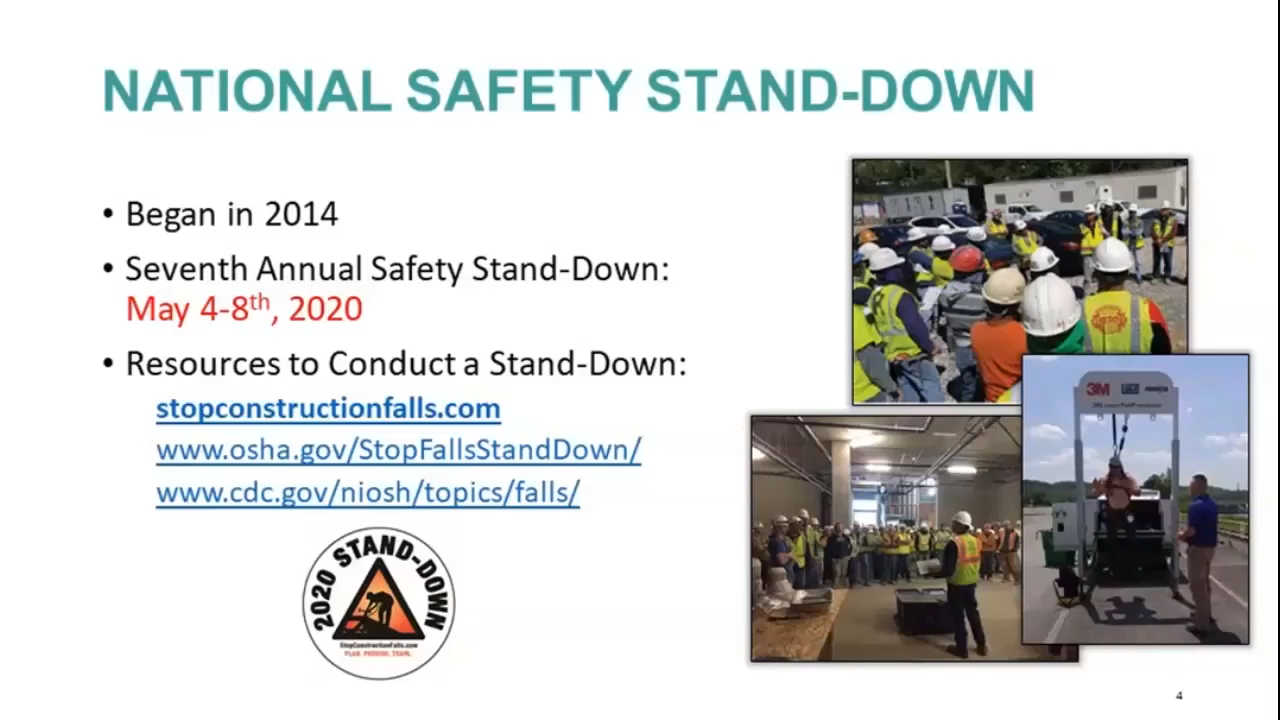 NATIONAL SAFETY STAND-DOWN
• Began in 2014
• Seventh Annual Safety Stand-Down:
May 4-8th, 2020
• Resources to Conduct a Stand-Down:
stopconstructionfalls.com
www.osha.gov/StopFallsStandDown/
www.cdc.gov/niosh/topics/falls/
2020 STAND-DOWN
StopConstructionFalls.com
PLAN. PROVIDE. TRAIN.
3M
4